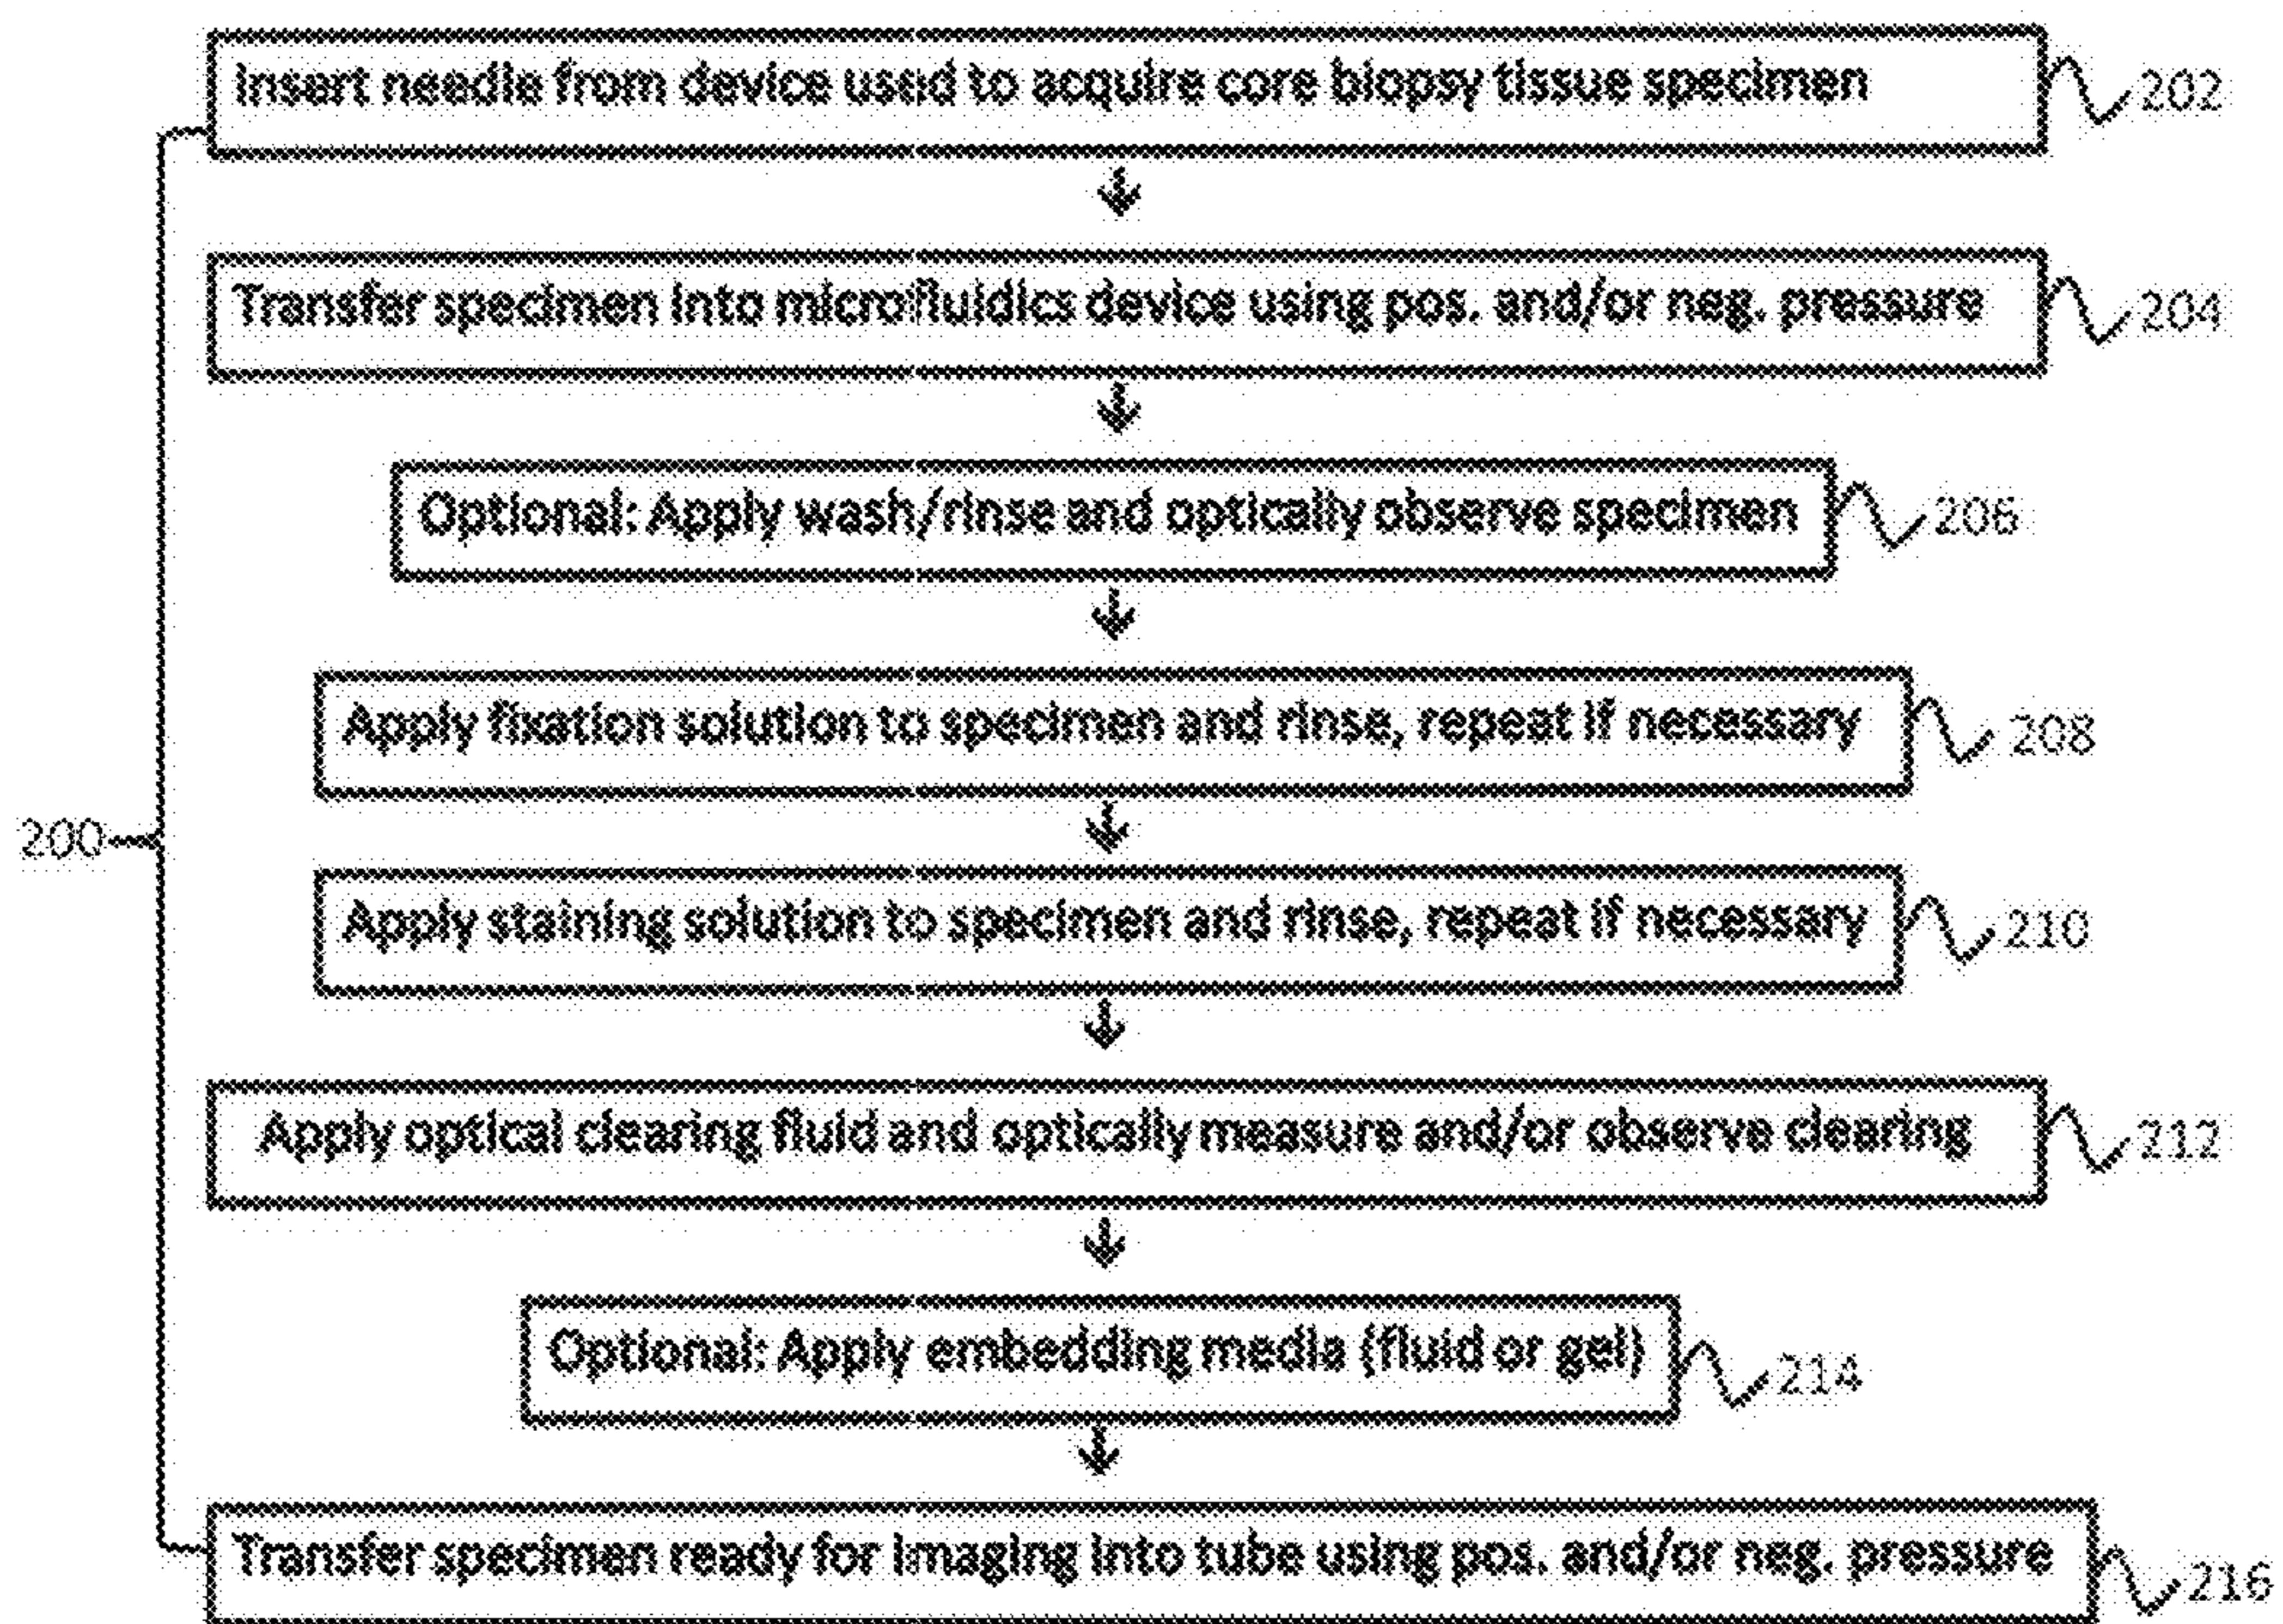 Insert needle from device used to acquire core biopsy tissue specimen 202
Transfer specimen into microfluidics device using pos. and/or neg. pressure 204
Optional: Apply wash/rinse and optically observe specimen 206
Apply fixation solution to specimen and rinse, repeat if necessary 208
200
Apply staining solution to specimen and rinse, repeat if necessary 210
Apply optical clearing fluid and optically measure and/or observe clearing 212
Optional: Apply embedding media (fluid or gel) 214
Transfer specimen ready for imaging into tube using pos. and/or neg. pressure 216